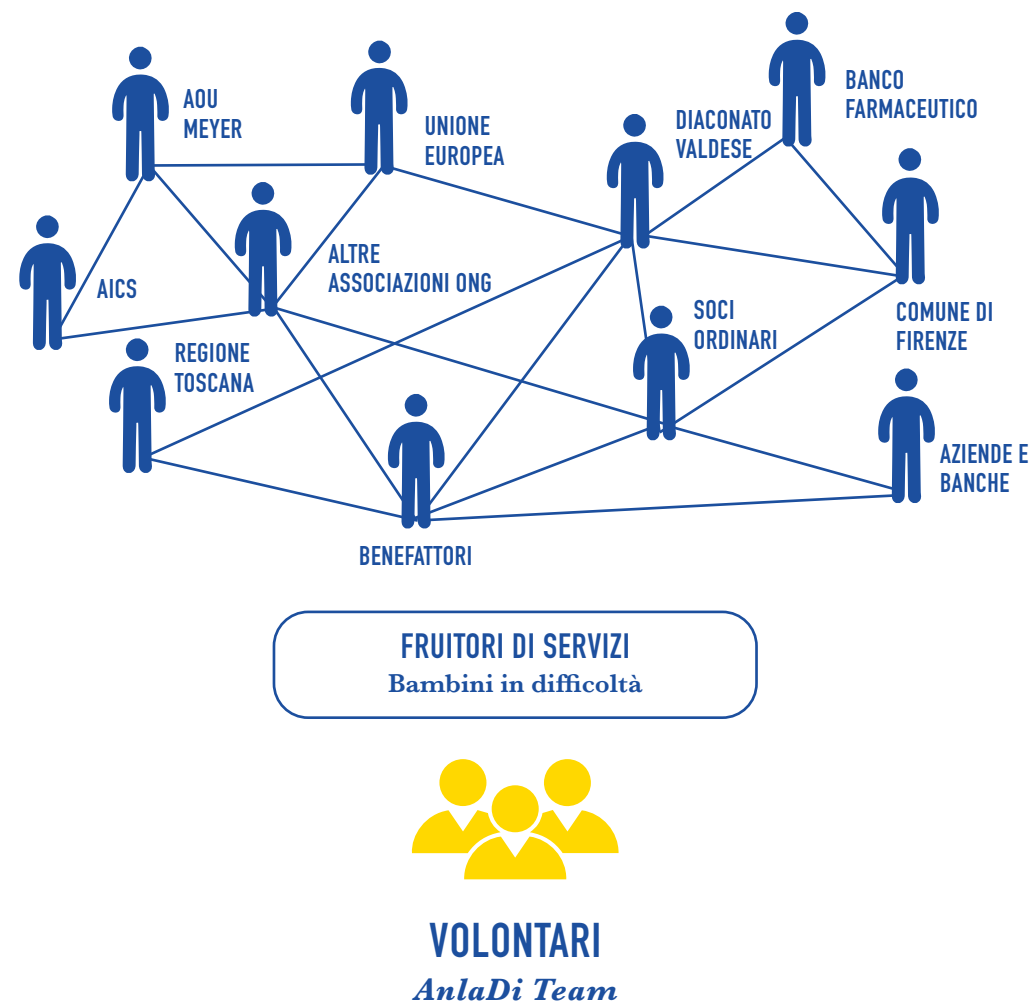 AOU
MEYER
UNIONE
EUROPEA
DIACONATO
VALDESE
BANCO
FARMACEUTICO
AICS
ALTRE
ASSOCIAZIONI ONG
SOCI
ORDINARI
COMUNE DI
FIRENZE
REGIONE
TOSCANA
AZIENDE E
BANCHE
BENEFATTORI
FRUITORI DI SERVIZI
Bambini in difficoltà
VOLONTARI
AnlaDi Team